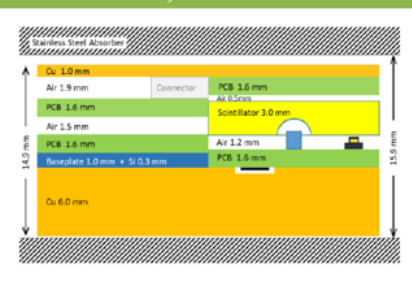 Stainless Steel Absorber
Cu 1.0 mm
Air 1.9 mm
Connector
PCB 1.6 mm
Air 0.5mm
PCB 1.6 mm
Scintillator 3.0 mm
Air 1.5 mm
PCB 1.6 mm
Air 1.2 mm
Baseplate 1.0 mm + Si 0.3 mm
PCB 1.6 mm
Cu 6.0 mm
14.9 mm
15.9 mm